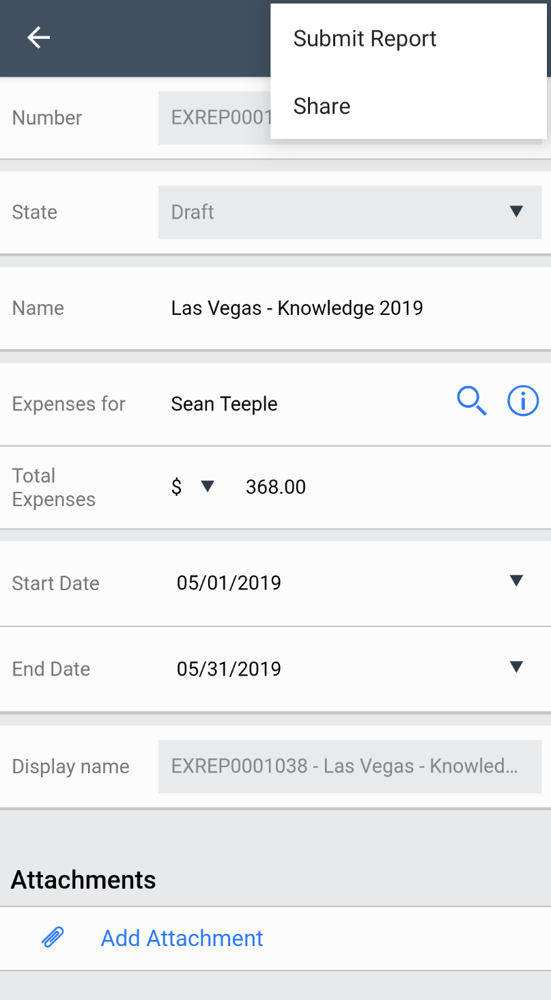 Submit Report
Share
Number EXREP0001
State Draft
Name Las Vegas - Knowledge 2019
Expenses for Sean Teeple
Total
Expenses
$ 368.00
Start Date 05/01/2019
End Date 05/31/2019
Display name EXREP0001038 - Las Vegas - Knowled...
Attachments
Add Attachment